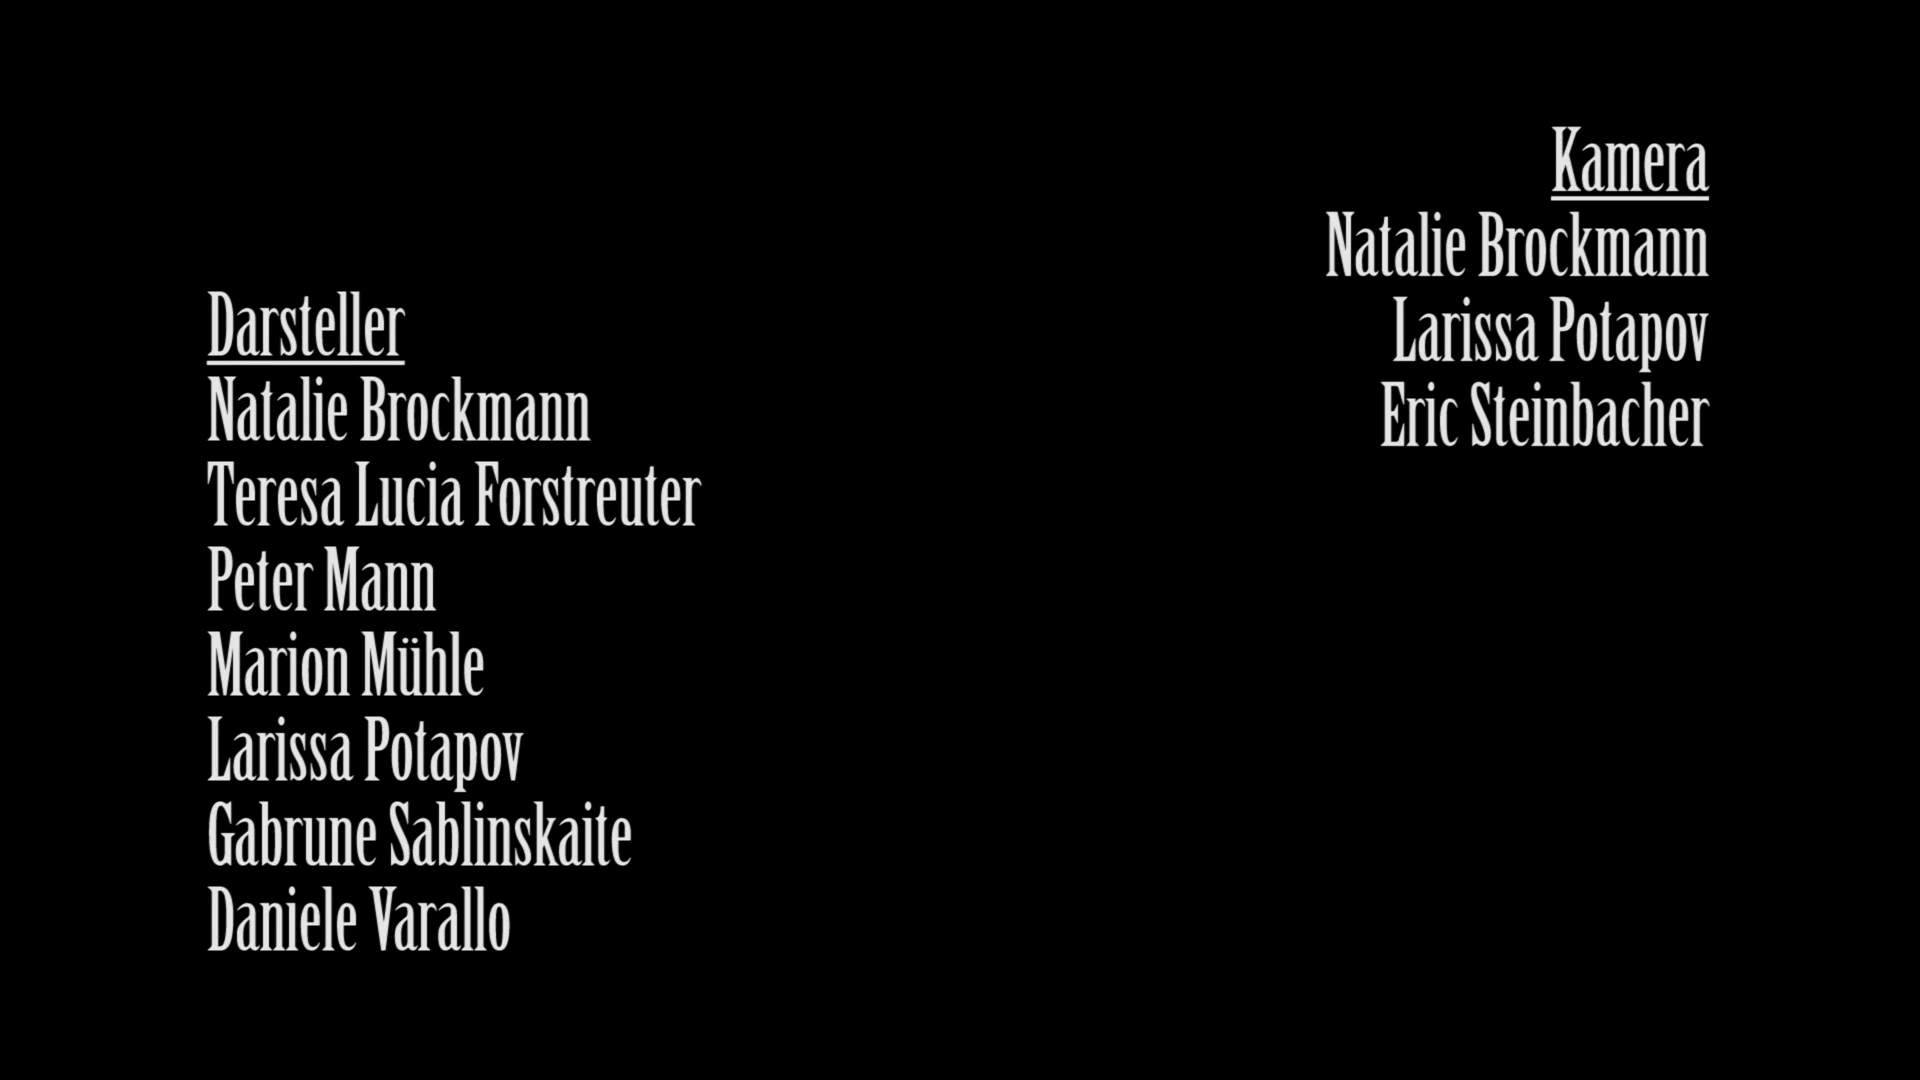 Darsteller
Natalie Brockmann
Teresa Lucia Forstreuter
Peter Mann
Marion Mühle
Larissa Potapov
Gabrune Sablinskaite
Daniele Varallo
Kamera
Natalie Brockmann
Larissa Potapov
Eric Steinbacher